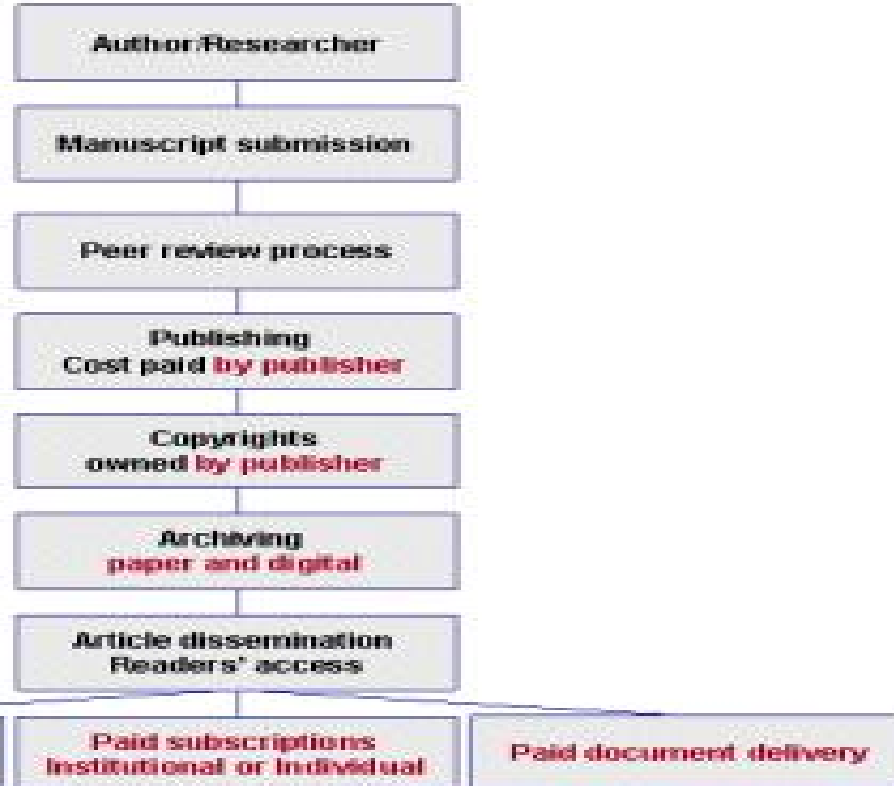 Author/Researcher
Manuscript submission
Peer review process
Publishing
Cost paid by publisher
Copyrights
owned by publisher
Archiving
paper and digital
Article dissemination
Readers' access
Paid subscriptions
Institutional or Individual
Paid document delivery